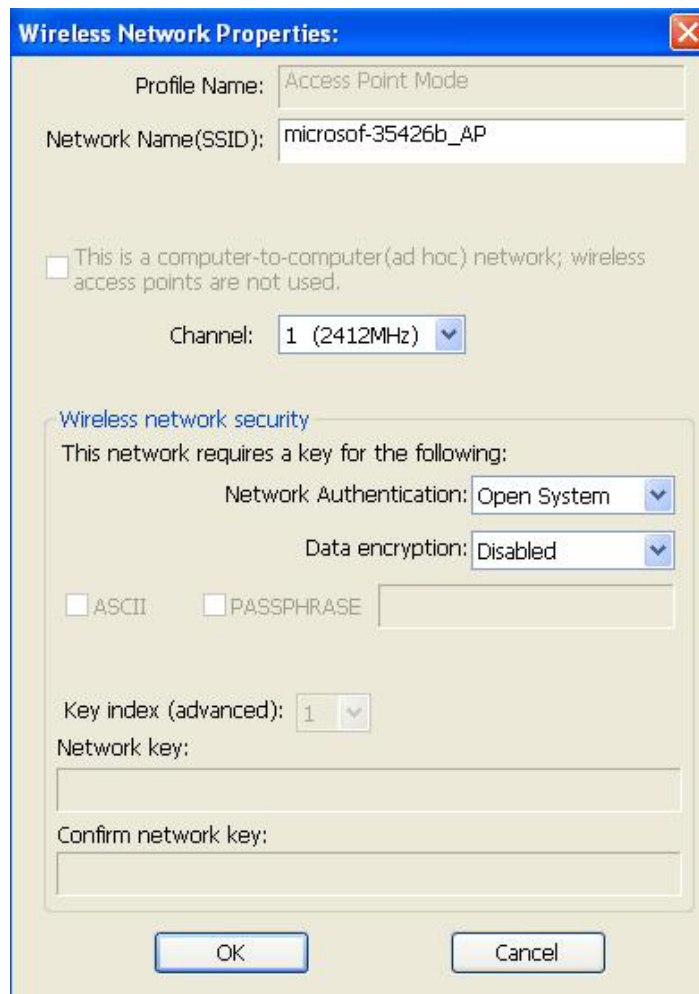 Wireless Network Properties:
Profile Name: Access Point Mode
Network Name(SSID): microsof-35426b_AP
This is a computer-to-computer(ad hoc) network; wireless
access points are not used.
Channel: 1 (2412MHz)
Wireless network security
This network requires a key for the following:
Network Authentication: Open System
Data encryption: Disabled
ASCII PASSPHRASE
Key index (advanced): 1
Network key:
Confirm network key:
OK Cancel